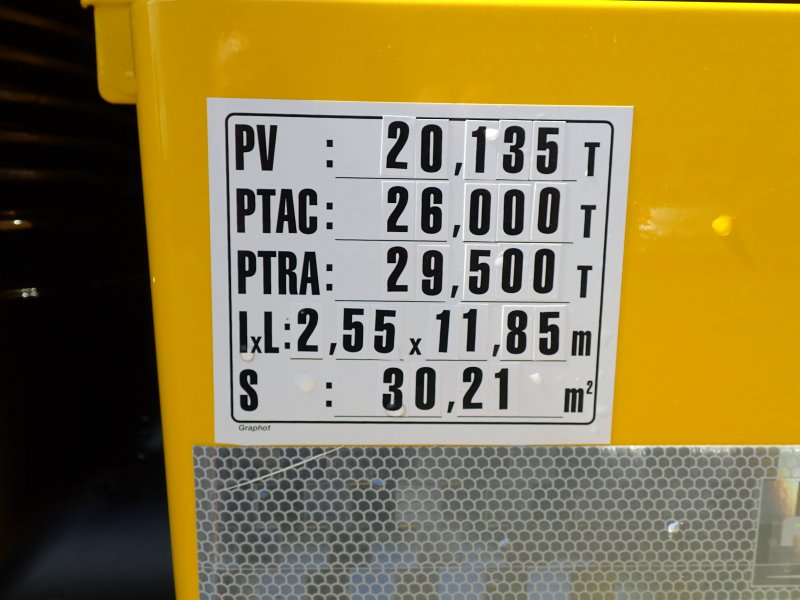 PV : 20,135 T
PTAC: 26,000 T
PTRA: 29,500 T
lxL: 2,55 x 11,85 m
S : 30,21 m²
Graphot